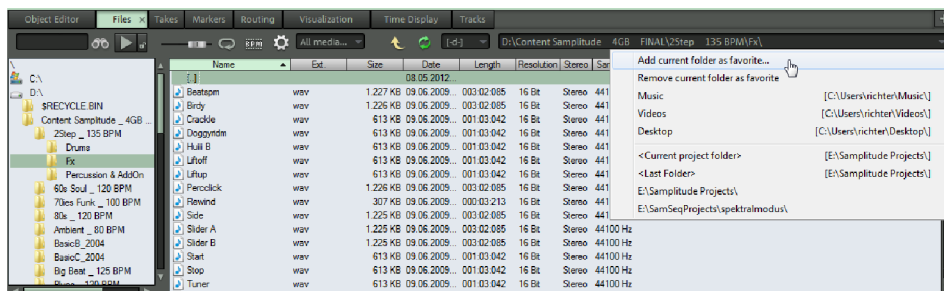 Object Editor Files × Takes Markers Routing Visualization Time Display Tracks
BPM All media... [-d-] D:\Content Samplitude 4GB FINAL\2Step 135 BPM\Fx\
\
C:\
D:\
$RECYCLE.BIN
Content Samplitude _ 4GB ...
2Step _ 135 BPM
Drums
Fx
Percussion & AddOn
60s Soul _ 120 BPM
70ies Funk _ 100 BPM
80s _ 120 BPM
Ambient _ 80 BPM
BasicB_2004
BasicC_2004
Big Beat _ 125 BPM
Name Ext. Size Date Length Resolution Stereo
[..] 08.05.2012...
Beatapm wav 1.227 KB 09.06.2009... 003:02:085 16 Bit Stereo 441
Birdy wav 1.226 KB 09.06.2009... 003:02:085 16 Bit Stereo 441
Crackle wav 613 KB 09.06.2009... 001:03:042 16 Bit Stereo 441
Doggyridm wav 613 KB 09.06.2009... 001:03:042 16 Bit Stereo 441
Huiii B wav 613 KB 09.06.2009... 001:03:042 16 Bit Stereo 441
Liftoff wav 613 KB 09.06.2009... 001:03:042 16 Bit Stereo 441
Liftup wav 613 KB 09.06.2009... 001:03:042 16 Bit Stereo 441
Percclick wav 1.226 KB 09.06.2009... 003:02:085 16 Bit Stereo 441
Rewind wav 307 KB 09.06.2009... 000:03:213 16 Bit Stereo 441
Side wav 1.225 KB 09.06.2009... 003:02:085 16 Bit Stereo 441
Slider A wav 1.225 KB 09.06.2009... 003:02:085 16 Bit Stereo 44100 Hz
Slider B wav 1.225 KB 09.06.2009... 003:02:085 16 Bit Stereo 44100 Hz
Start wav 613 KB 09.06.2009... 001:03:042 16 Bit Stereo 44100 Hz
Stop wav 613 KB 09.06.2009... 001:03:042 16 Bit Stereo 44100 Hz
Tuner wav 613 KB 09.06.2009... 001:03:042 16 Bit Stereo 44100 Hz
Add current folder as favorite...
Remove current folder as favorite
Music [C:\Users\richter\Music\]
Videos [C:\Users\richter\Videos\]
Desktop [C:\Users\richter\Desktop\]
<Current project folder> [E:\Samplitude Projects\]
<Last Folder> [E:\Samplitude Projects\]
E:\Samplitude Projects\
E:\SamSeqProjects\spektralmodus\